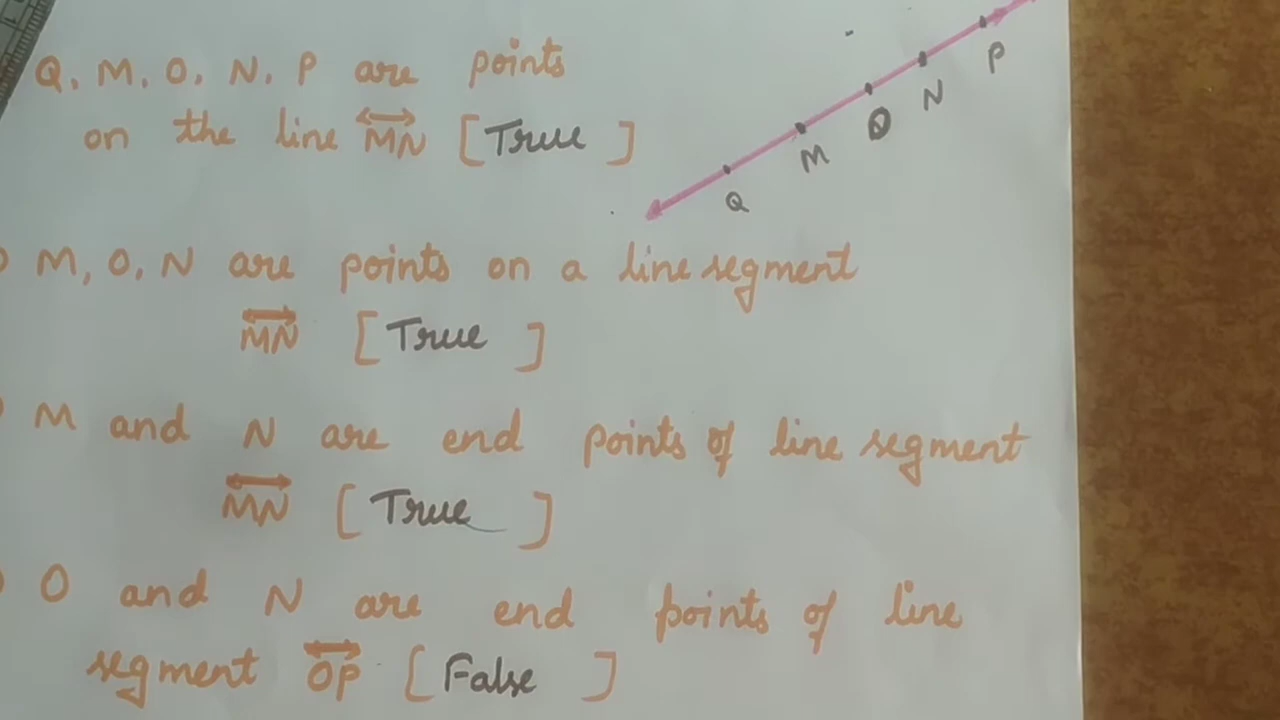 Q, M, O, N, P are points
on the line MN [True ]
P
N
O
M
Q
M, O, N are points on a line segment
MN [True ]
M and N are end points of line segment
MN [True ]
O and N are end points of line
segment OP [False ]